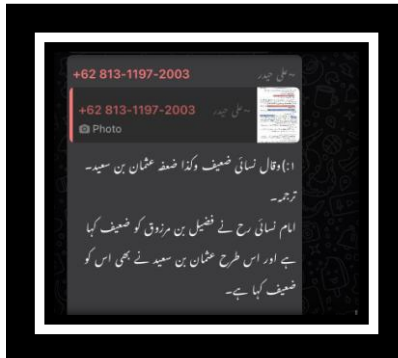 +62 813-1197-2003 ~علی حیدر
+62 813-1197-2003 ~علی حیدر
Photo
۱:)وقال نسائی ضعیف وکذا ضعفہ عثمان بن سعید۔
ترجمہ۔
امام نسائی رح نے فضیل بن مرزوق کو ضعیف کہا
ہے اور اس طرح عثمان بن سعید نے بھی اس کو
ضعیف کہا ہے۔